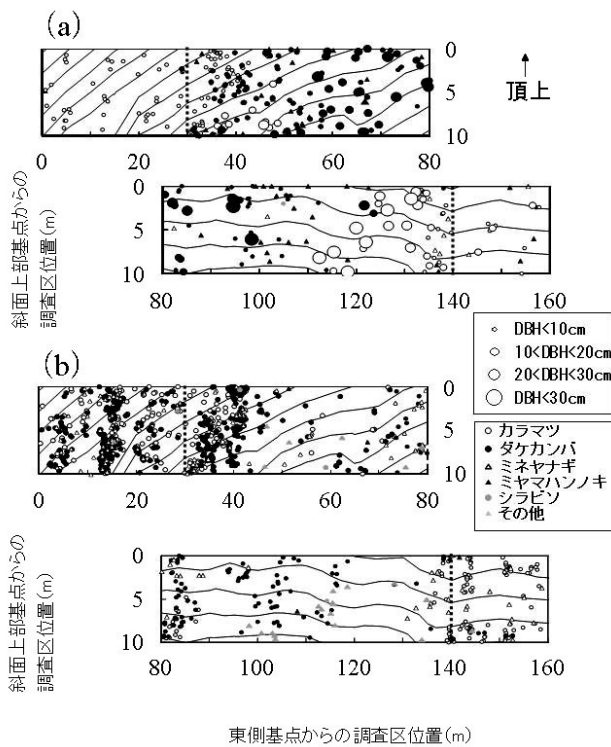 (a)
0
5
10
↑
頂上
0 20 40 60 80
斜面上部基点からの
調査区位置(m)
0
5
10
80 100 120 140 160
DBH<10cm
10<DBH<20cm
20<DBH<30cm
DBH<30cm
(b)
0
5
10
0 20 40 60 80
カラマツ
ダケカンバ
ミネヤナギ
ミヤマハンノキ
シラビソ
その他
斜面上部基点からの
調査区位置(m)
0
5
10
80 100 120 140 160
東側基点からの調査区位置(m)